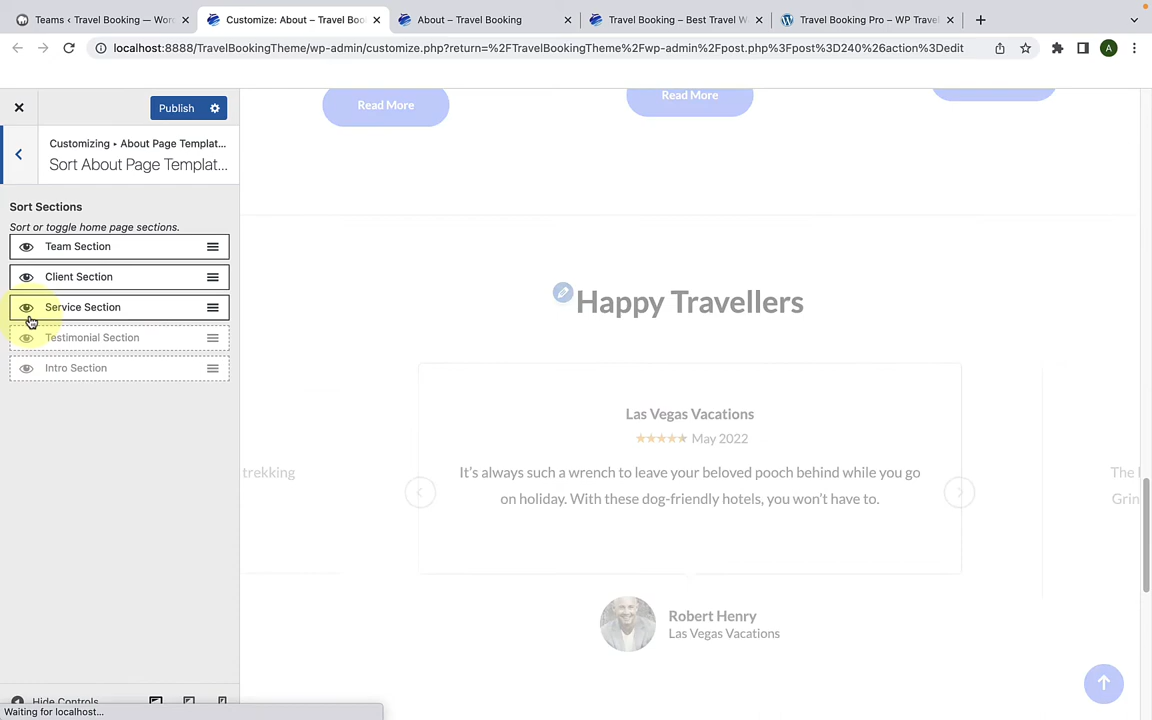 Teams ‹ Travel Booking — Wor
Customize: About – Travel Boo
About – Travel Booking
Travel Booking – Best Travel W
Travel Booking Pro – WP Travel
localhost:8888/TravelBookingTheme/wp-admin/customize.php?return=%2FTravelBookingTheme%2Fwp-admin%2Fpost.php%3Fpost%3D240%26action%3Dedit
A
Publish
Customizing ▸ About Page Templat...
Sort About Page Templat...
Sort Sections
Sort or toggle home page sections.
Team Section
Client Section
Service Section
Testimonial Section
Intro Section
Hide Controls
Waiting for localhost...
Read More
Read More
Happy Travellers
trekking
Las Vegas Vacations
★★★★★ May 2022
It's always such a wrench to leave your beloved pooch behind while you go
on holiday. With these dog-friendly hotels, you won't have to.
Robert Henry
Las Vegas Vacations